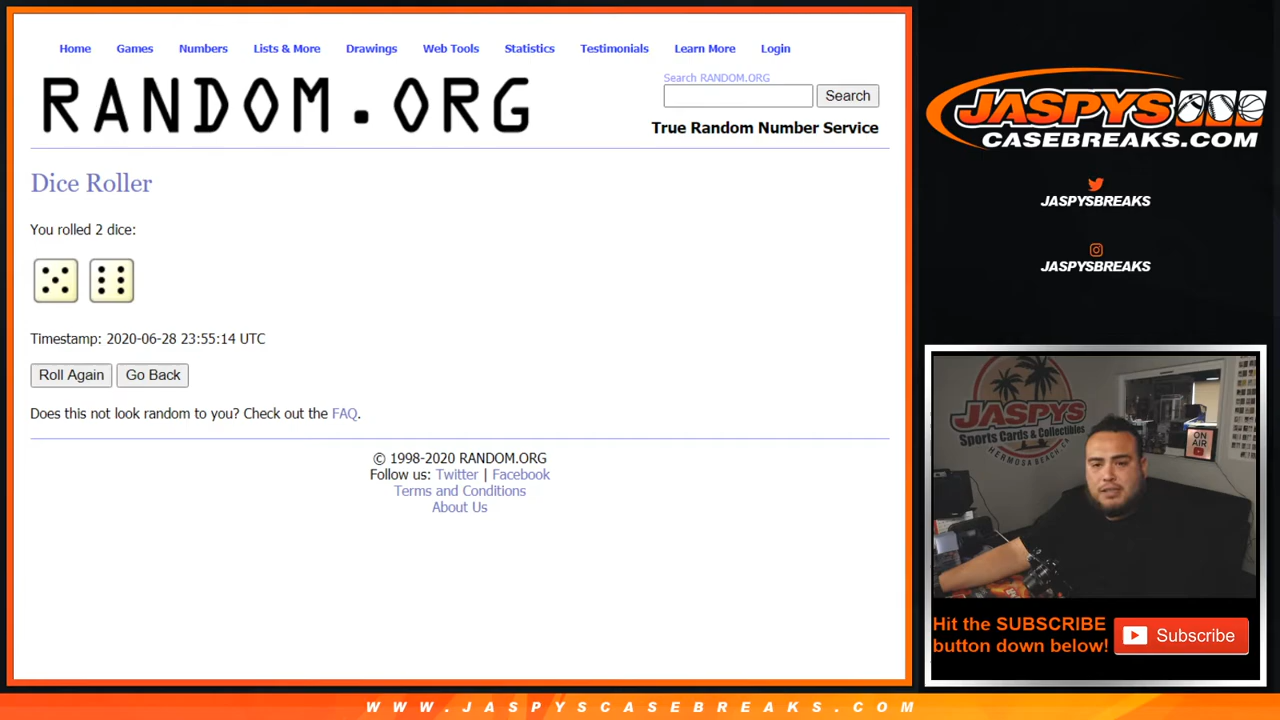 Home Games Numbers Lists & More Drawings Web Tools Statistics Testimonials Learn More Login
RANDOM.ORG
Search RANDOM.ORG
Search
True Random Number Service
Dice Roller
You rolled 2 dice:
Timestamp: 2020-06-28 23:55:14 UTC
Roll Again Go Back
Does this not look random to you? Check out the FAQ.
© 1998-2020 RANDOM.ORG
Follow us: Twitter | Facebook
Terms and Conditions
About Us
JASPYS
CASEBREAKS.COM
JASPYSBREAKS
JASPYSBREAKS
JASPYS
Sports Cards & Collectibles
HERMOSA BEACH, CA
ON AIR
Hit the SUBSCRIBE
button down below!
Subscribe
WWW.JASPYSCASEBREAKS.COM